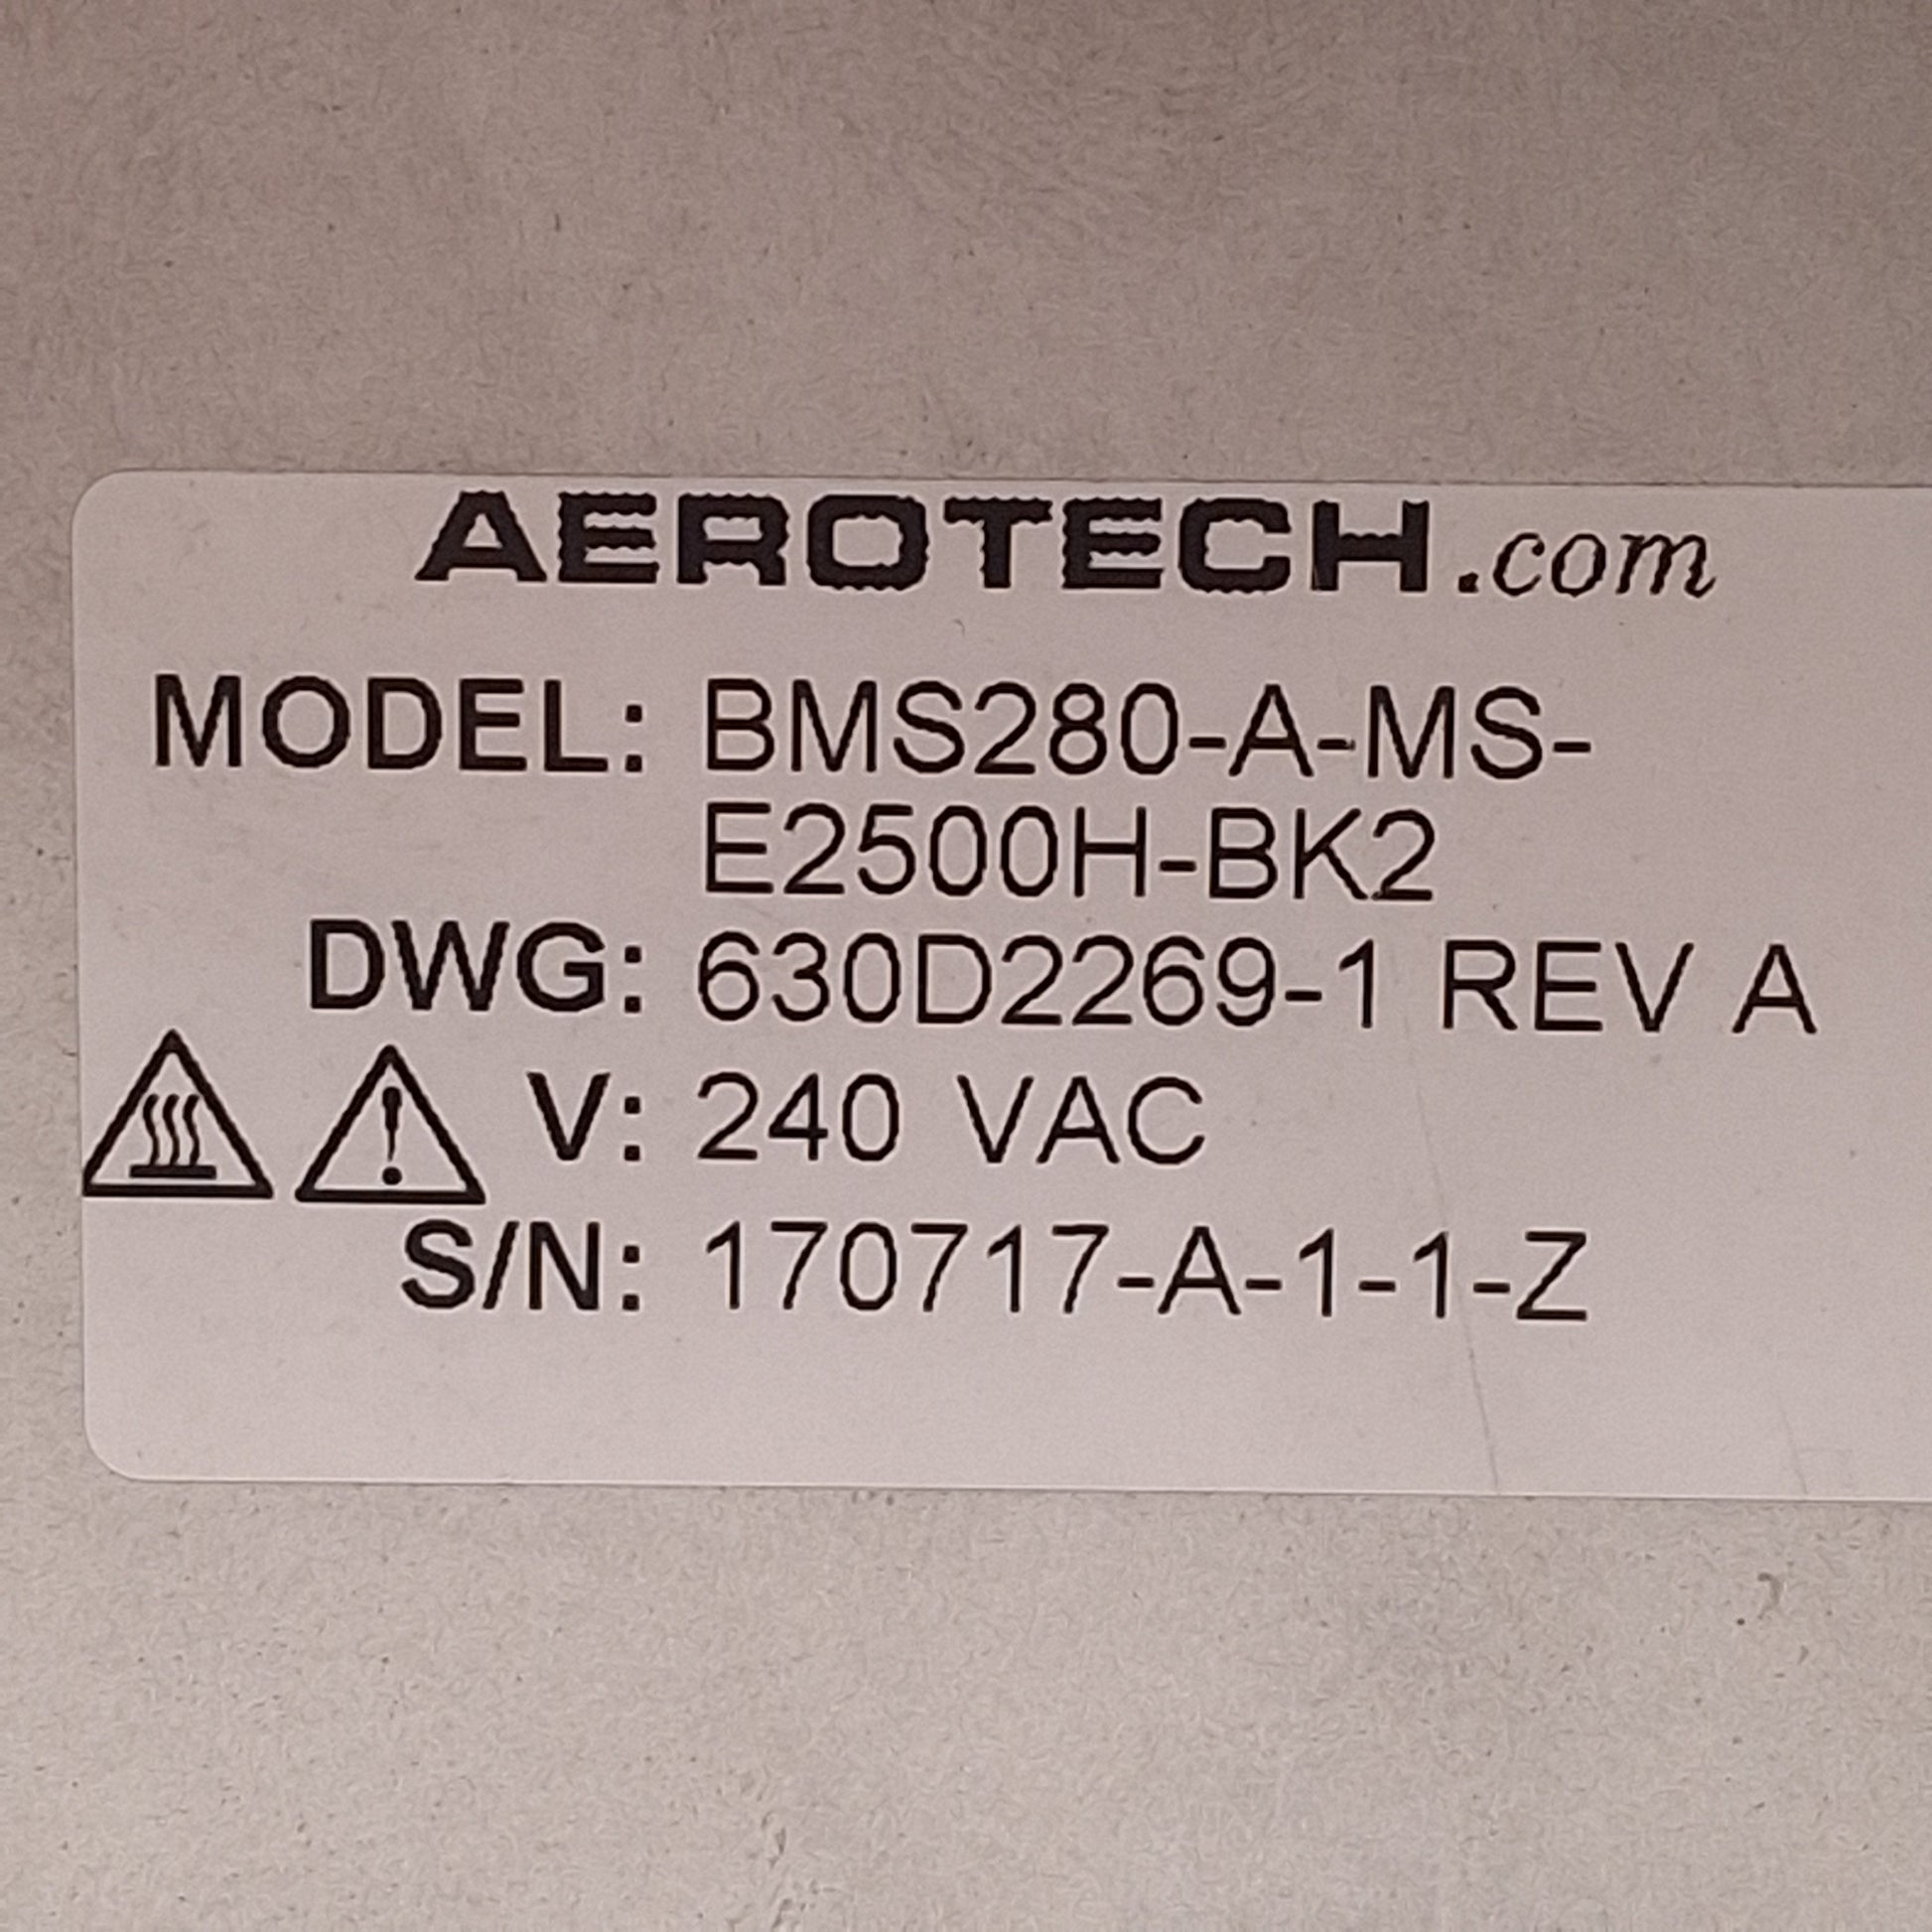 AEROTECH.com
MODEL: BMS280-A-MS-
E2500H-BK2
DWG: 630D2269-1 REV A
V: 240 VAC
S/N: 170717-A-1-1-Z